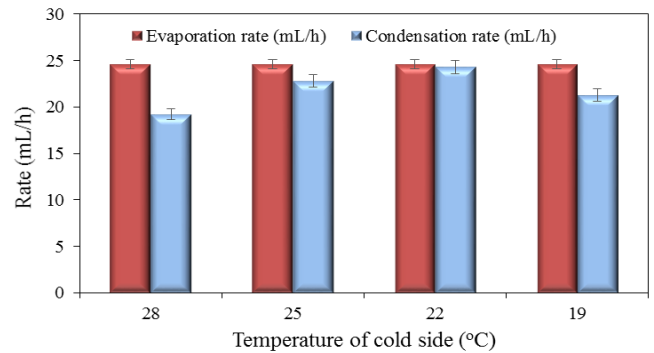 30
Evaporation rate (mL/h) Condensation rate (mL/h)
25
20
15
10
5
0
Rate (mL/h)
28 25 22 19
Temperature of cold side (°C)